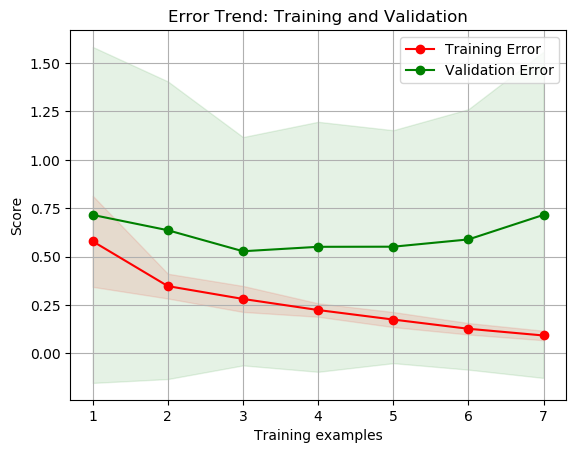 Error Trend: Training and Validation
Training Error
Validation Error
Score
1.50
1.25
1.00
0.75
0.50
0.25
0.00
1 2 3 4 5 6 7
Training examples